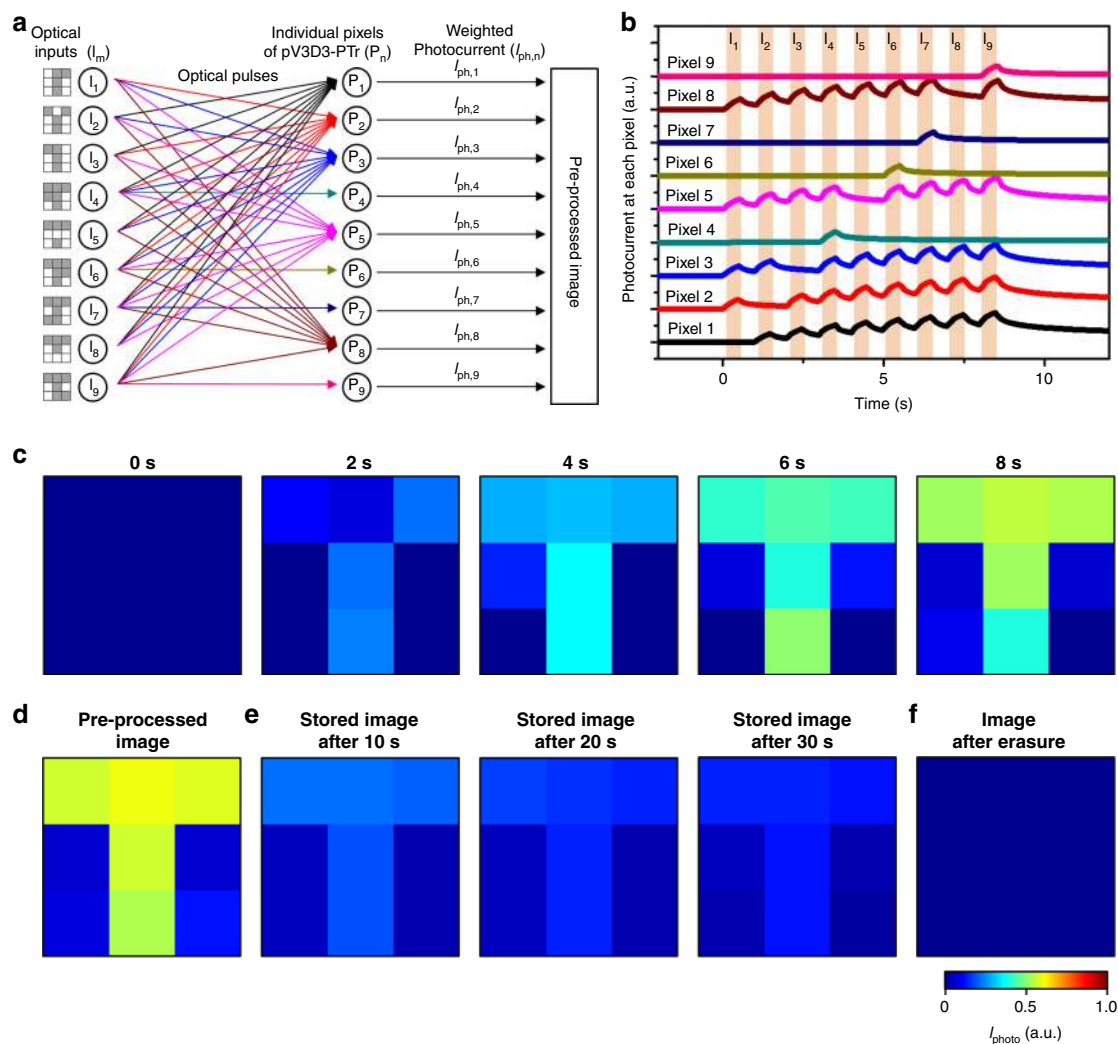 a
Optical inputs (Im)
Individual pixels of pV3D3-PTr (Pn)
Weighted Photocurrent (Iph,n)
Optical pulses
I1
I2
I3
I4
I5
I6
I7
I8
I9
P1
P2
P3
P4
P5
P6
P7
P8
P9
Iph,1
Iph,2
Iph,3
Iph,4
Iph,5
Iph,6
Iph,7
Iph,8
Iph,9
Pre-processed image
b
Photocurrent at each pixel (a.u.)
I1 I2 I3 I4 I5 I6 I7 I8 I9
Pixel 9
Pixel 8
Pixel 7
Pixel 6
Pixel 5
Pixel 4
Pixel 3
Pixel 2
Pixel 1
0 5 10
Time (s)
c
0 s
2 s
4 s
6 s
8 s
d
Pre-processed image
e
Stored image after 10 s
Stored image after 20 s
Stored image after 30 s
f
Image after erasure
0 0.5 1.0
Iphoto (a.u.)